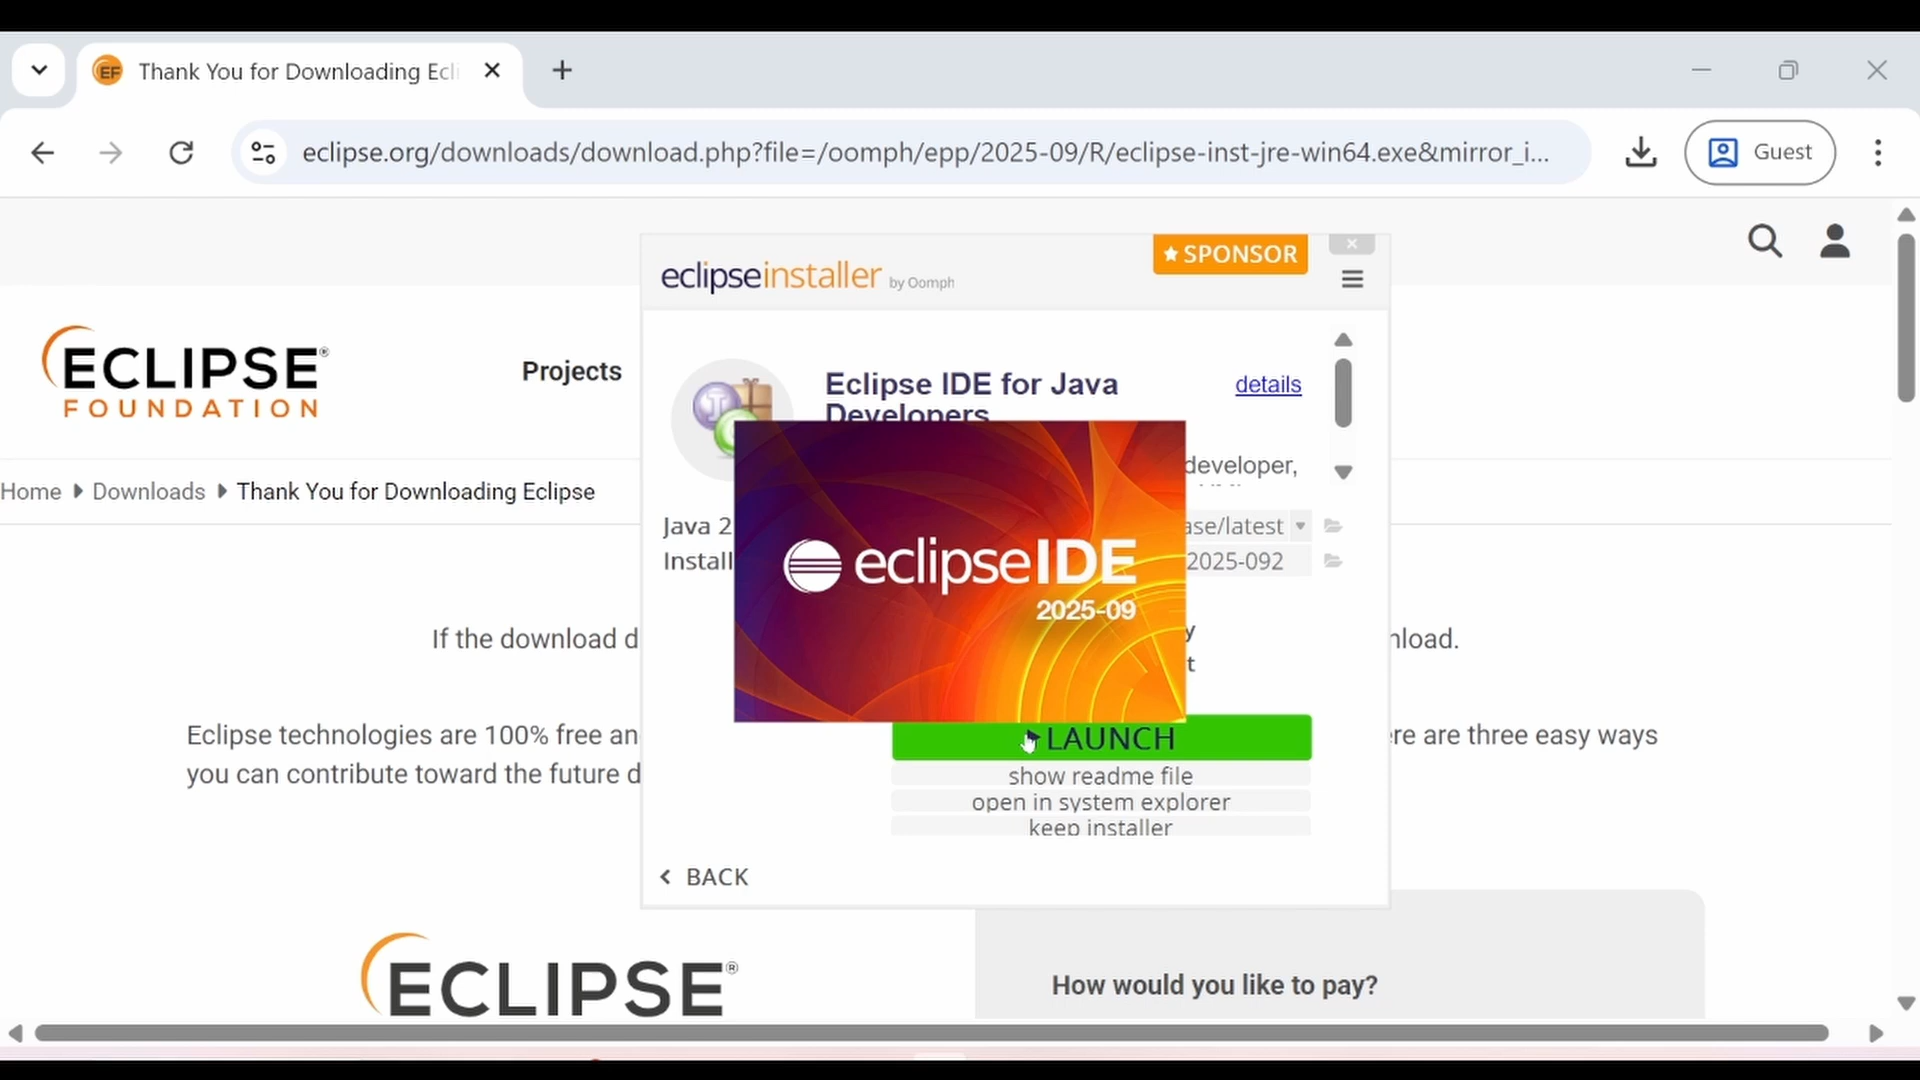 Thank You for Downloading Ecli
eclipse.org/downloads/download.php?file=/oomph/epp/2025-09/R/eclipse-inst-jre-win64.exe&mirror_i...
Guest
ECLIPSE®
FOUNDATION
Projects
Home Downloads Thank You for Downloading Eclipse
If the download d
nload.
Eclipse technologies are 100% free an
re are three easy ways
you can contribute toward the future d
ECLIPSE®
How would you like to pay?
eclipseinstaller by Oomph
★ SPONSOR
Eclipse IDE for Java
Developers
details
developer,
Java 2
ase/latest
Install
2025-092
y
t
eclipseIDE
2025-09
LAUNCH
show readme file
open in system explorer
keep installer
BACK